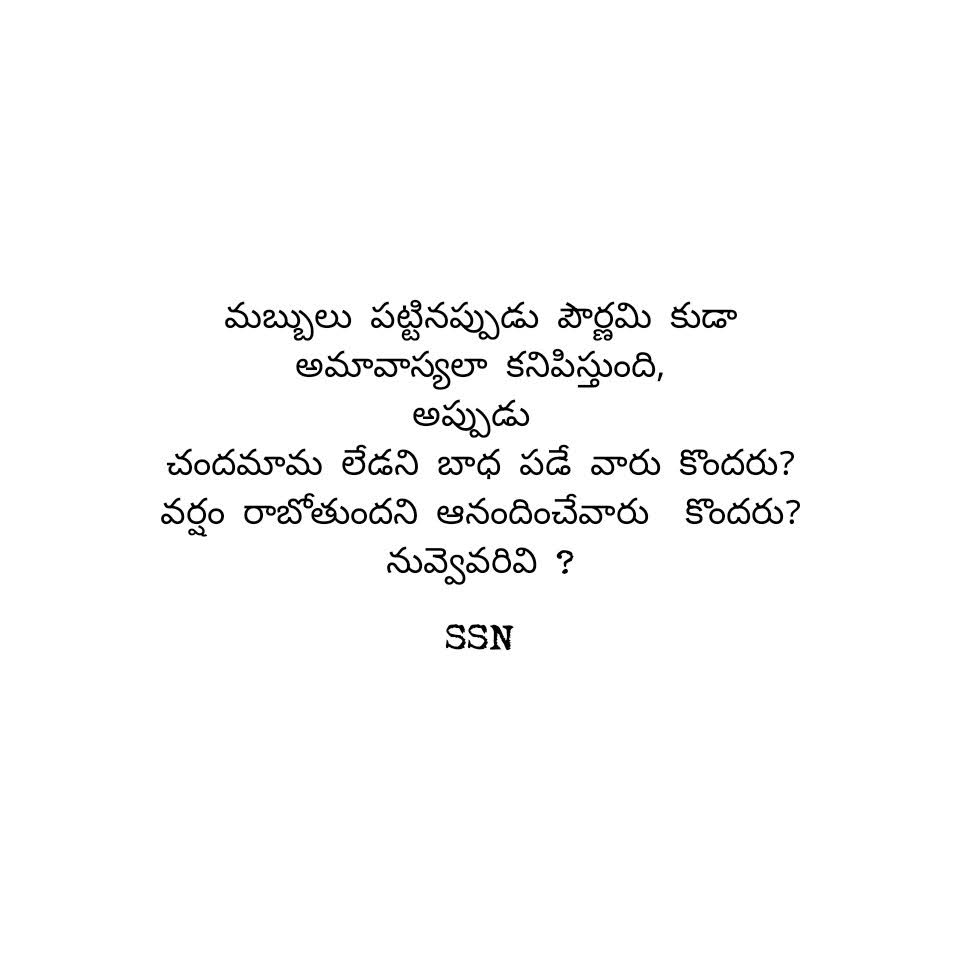 మబ్బులు పట్టినప్పుడు పౌర్ణమి కుడా
అమావాస్యలా కనిపిస్తుంది,
అప్పుడు
చందమామ లేడని బాధ పడే వారు కొందరు?
వర్షం రాబోతుందని ఆనందించేవారు కొందరు?
నువ్వెవరివి ?
SSN